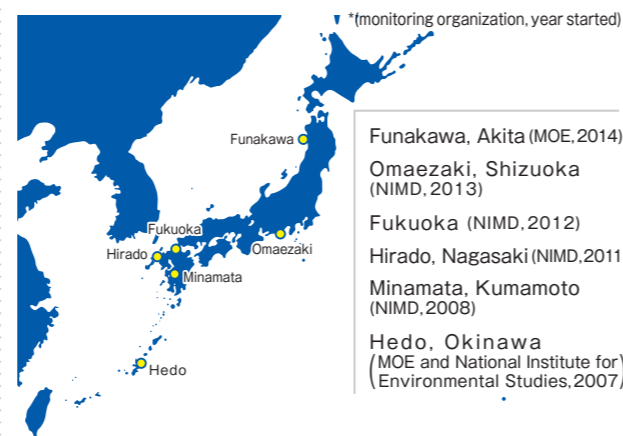 *(monitoring organization, year started)
Funakawa
Fukuoka
Hirado
Omaezaki
Minamata
Hedo
Funakawa, Akita (MOE, 2014)
Omaezaki, Shizuoka
(NIMD, 2013)
Fukuoka (NIMD, 2012)
Hirado, Nagasaki (NIMD, 2011
Minamata, Kumamoto
(NIMD, 2008)
Hedo, Okinawa
(MOE and National Institute for
Environmental Studies, 2007)